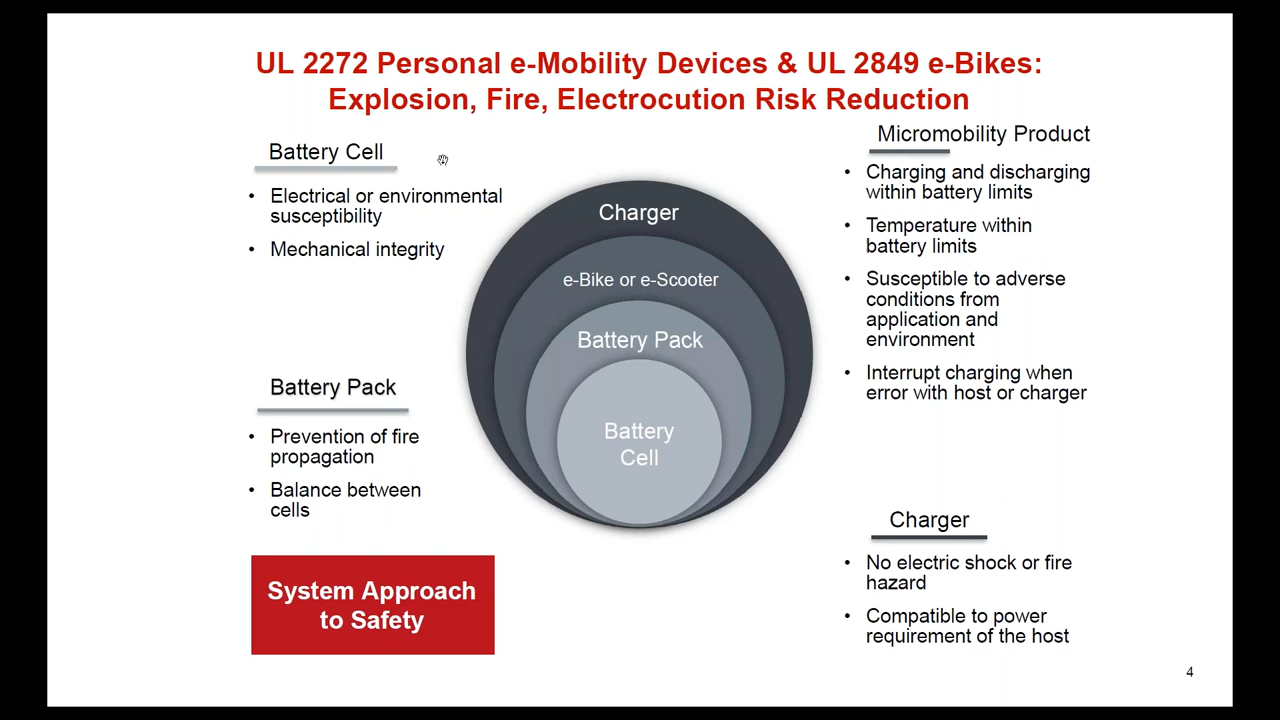 UL 2272 Personal e-Mobility Devices & UL 2849 e-Bikes:
Explosion, Fire, Electrocution Risk Reduction
Battery Cell
• Electrical or environmental
susceptibility
• Mechanical integrity
Battery Pack
• Prevention of fire
propagation
• Balance between
cells
System Approach
to Safety
Charger
e-Bike or e-Scooter
Battery Pack
Battery
Cell
Micromobility Product
• Charging and discharging
within battery limits
• Temperature within
battery limits
• Susceptible to adverse
conditions from
application and
environment
• Interrupt charging when
error with host or charger
Charger
• No electric shock or fire
hazard
• Compatible to power
requirement of the host
4